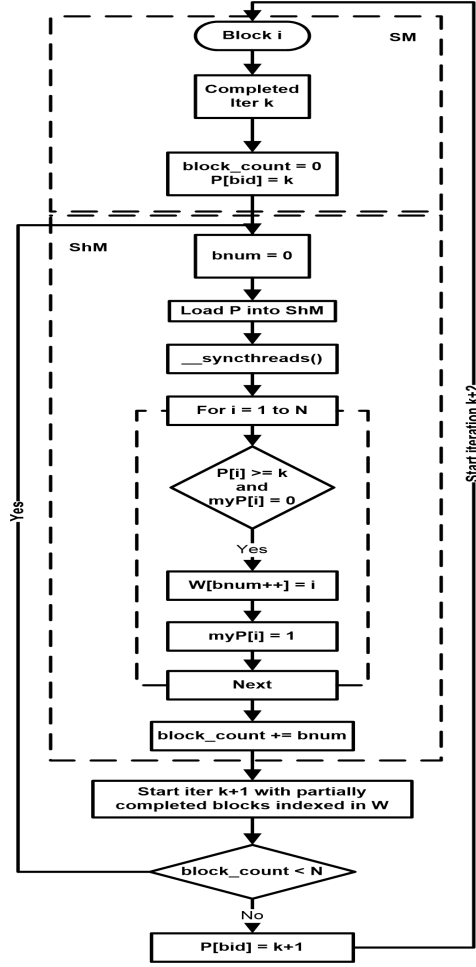 Block i
SM
Completed
Iter k
block_count = 0
P[bid] = k
ShM
bnum = 0
Load P into ShM
__syncthreads()
For i = 1 to N
P[i] >= k
and
myP[i] = 0
Yes
W[bnum++] = i
myP[i] = 1
Next
block_count += bnum
Start iter k+1 with partially
completed blocks indexed in W
block_count < N
Yes
No
P[bid] = k+1
Start iteration k+2